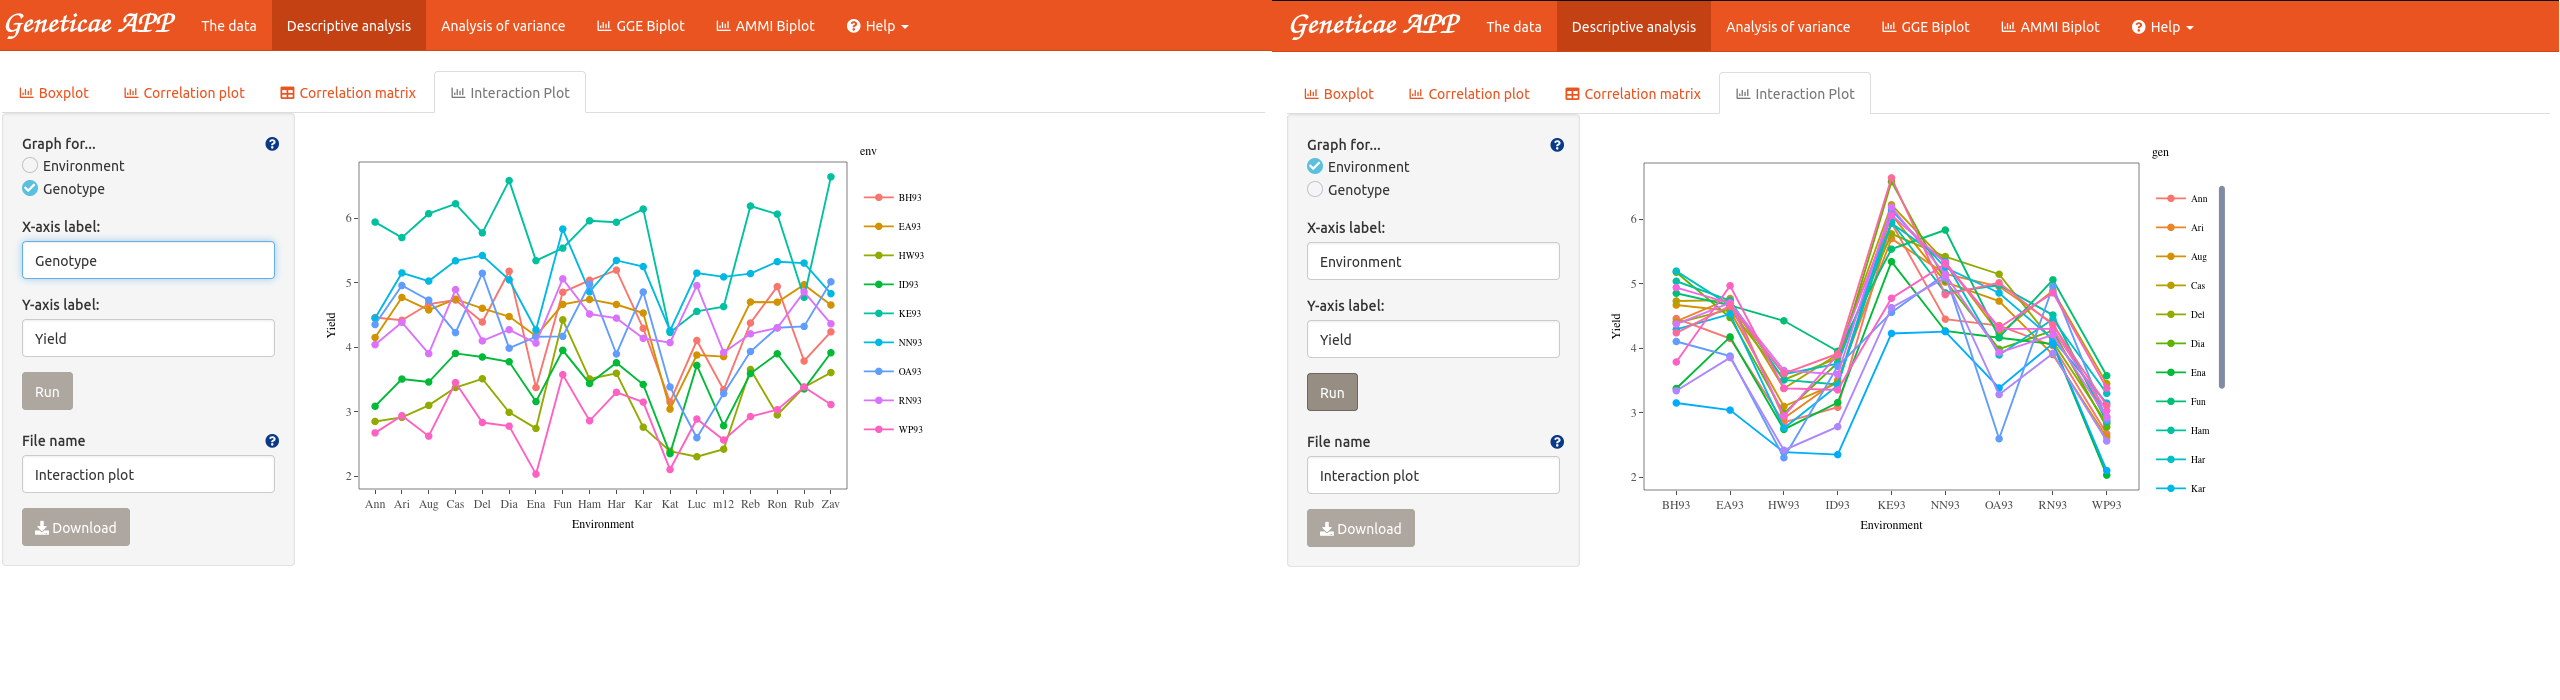 Geneticae APP The data Descriptive analysis Analysis of variance GGE Biplot AMMI Biplot Help
Boxplot Correlation plot Correlation matrix Interaction Plot
Graph for...
Environment
Genotype
X-axis label:
Genotype
Y-axis label:
Yield
Run
File name
Interaction plot
Download
env
BH93
EA93
HW93
ID93
KE93
NN93
OA93
RN93
WP93
Yield
6
5
4
3
2
Ann Ari Aug Cas Del Dia Ena Fun Ham Har Kar Kat Luc m12 Reb Ron Rub Zav
Environment
Geneticae APP The data Descriptive analysis Analysis of variance GGE Biplot AMMI Biplot Help
Boxplot Correlation plot Correlation matrix Interaction Plot
Graph for...
Environment
Genotype
X-axis label:
Environment
Y-axis label:
Yield
Run
File name
Interaction plot
Download
gen
Ann
Ari
Aug
Cas
Del
Dia
Ena
Fun
Ham
Har
Kar
Yield
6
5
4
3
2
BH93 EA93 HW93 ID93 KE93 NN93 OA93 RN93 WP93
Environment